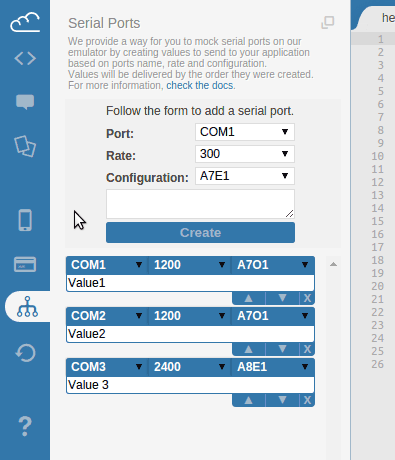 Serial Ports
We provide a way for you to mock serial ports on our
emulator by creating values to send to your application
based on ports name, rate and configuration.
Values will be delivered by the order they were created.
For more information, check the docs.
Follow the form to add a serial port.
Port: COM1
Rate: 300
Configuration: A7E1
Create
COM1 1200 A7O1
Value1
X
COM2 1200 A7O1
Value2
X
COM3 2400 A8E1
Value 3
X
?
he
1
2
3
4
5
6
7
8
9
10
11
12
13
14
15
16
17
18
19
20
21
22
23
24
25
26